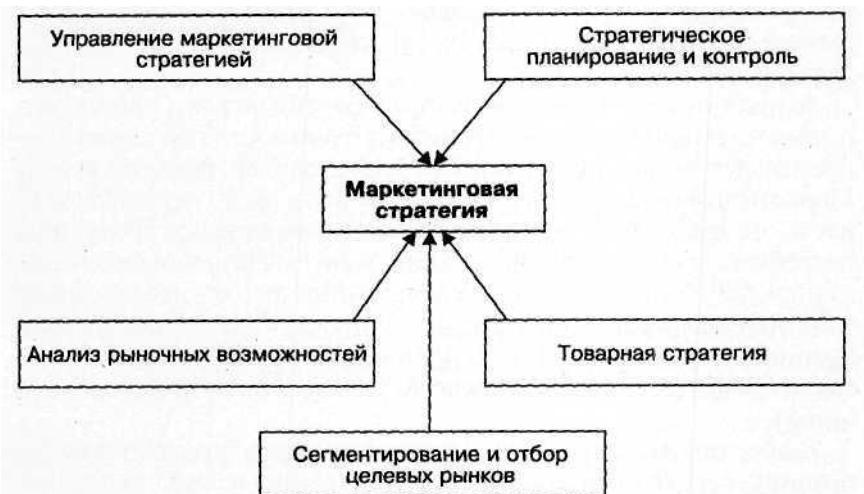 Управление маркетинговой
стратегией
Стратегическое
планирование и контроль
Маркетинговая
стратегия
Анализ рыночных возможностей
Товарная стратегия
Сегментирование и отбор
целевых рынков